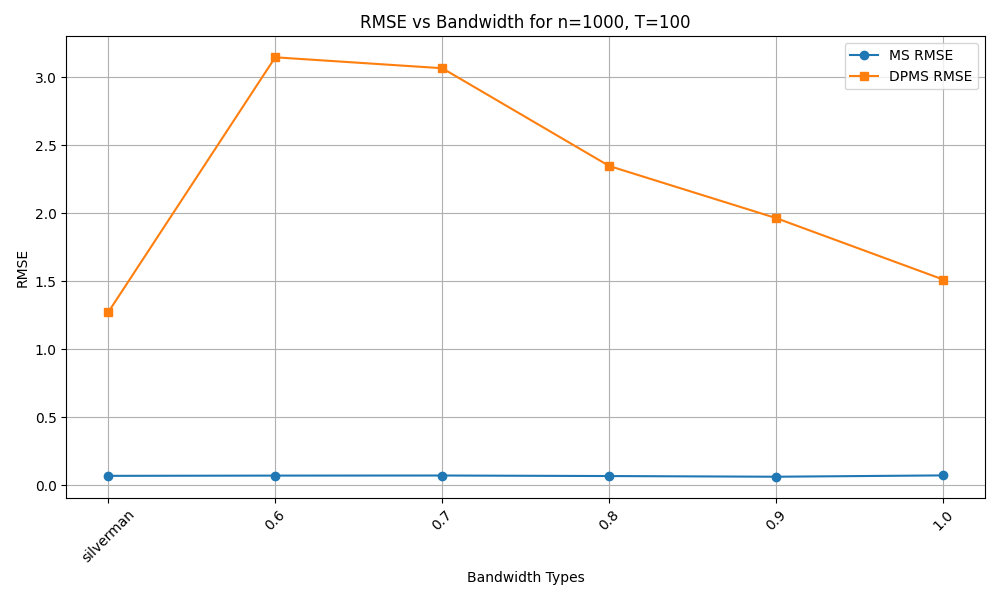 RMSE vs Bandwidth for n=1000, T=100
MS RMSE
DPMS RMSE
RMSE
3.0
2.5
2.0
1.5
1.0
0.5
0.0
silverman
0.6
0.7
0.8
0.9
1.0
Bandwidth Types